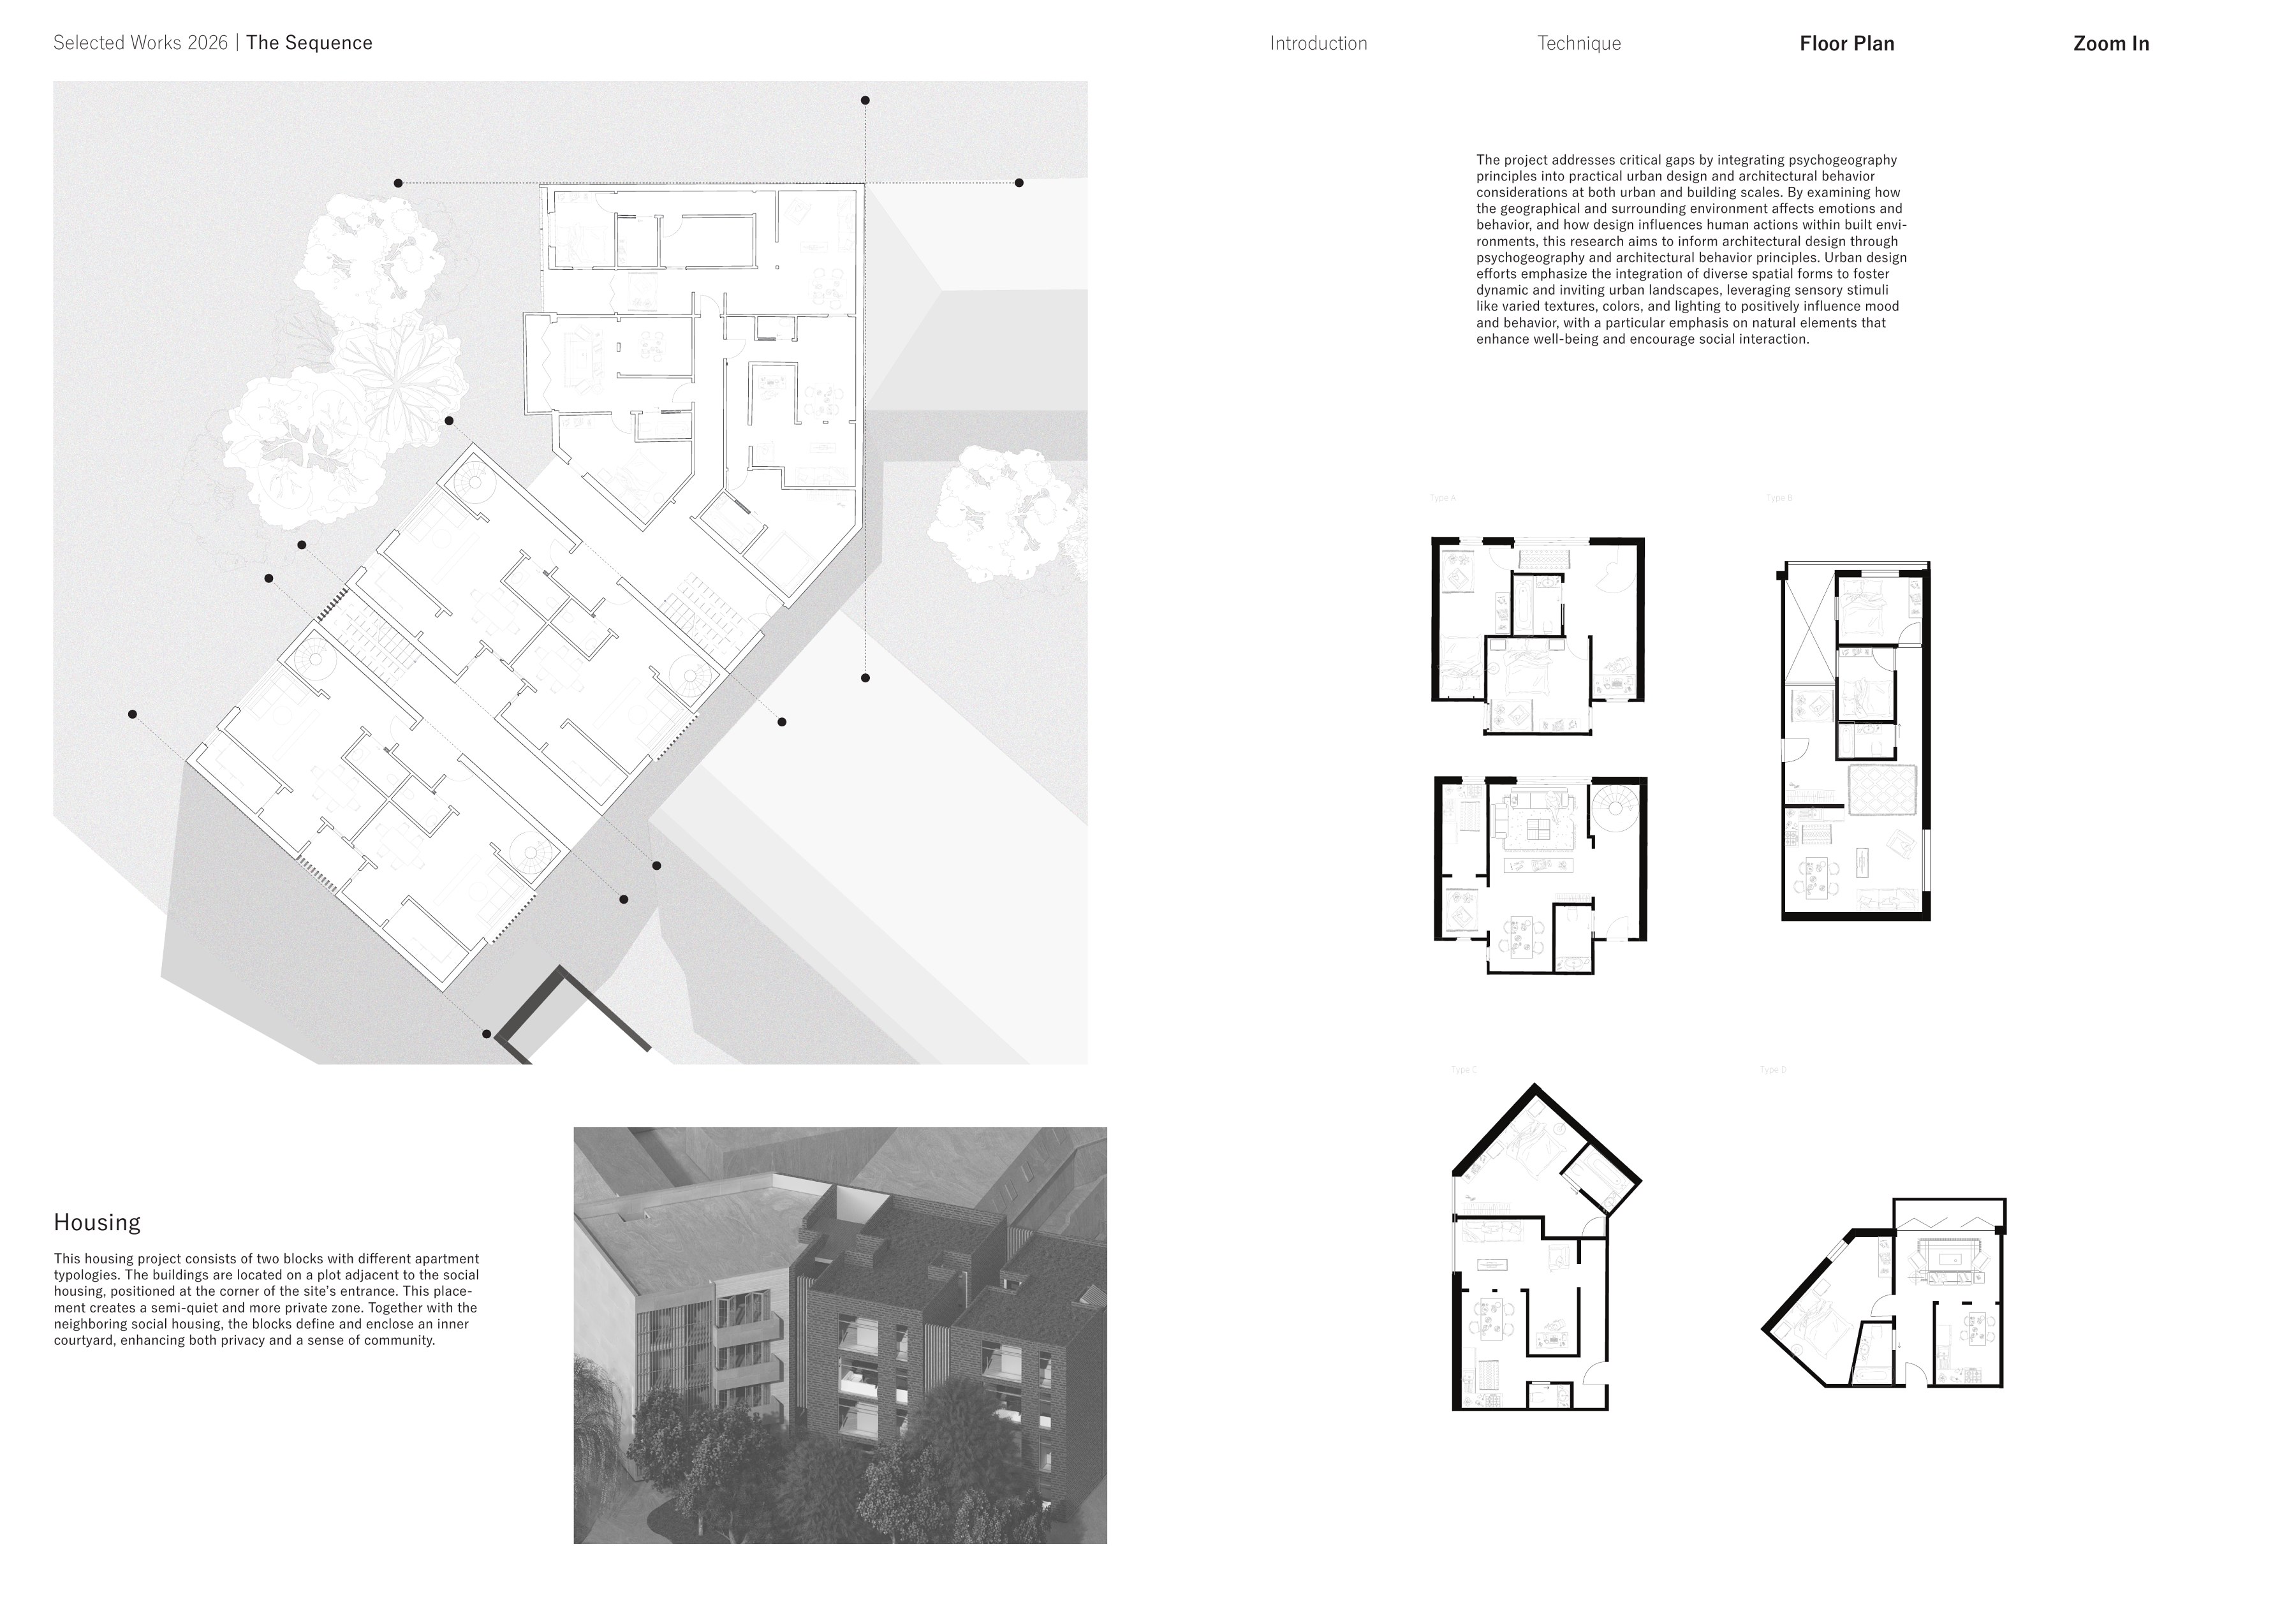 Selected Works 2026 | The Sequence
Introduction
Technique
Floor Plan
Zoom In
The project addresses critical gaps by integrating psychogeography
principles into practical urban design and architectural behavior
considerations at both urban and building scales. By examining how
the geographical and surrounding environment affects emotions and
behavior, and how design influences human actions within built envi-
ronments, this research aims to inform architectural design through
psychogeography and architectural behavior principles. Urban design
efforts emphasize the integration of diverse spatial forms to foster
dynamic and inviting urban landscapes, leveraging sensory stimuli
like varied textures, colors, and lighting to positively influence mood
and behavior, with a particular emphasis on natural elements that
enhance well-being and encourage social interaction.
Type A
Type B
Type C
Type D
Housing
This housing project consists of two blocks with different apartment
typologies. The buildings are located on a plot adjacent to the social
housing, positioned at the corner of the site's entrance. This place-
ment creates a semi-quiet and more private zone. Together with the
neighboring social housing, the blocks define and enclose an inner
courtyard, enhancing both privacy and a sense of community.